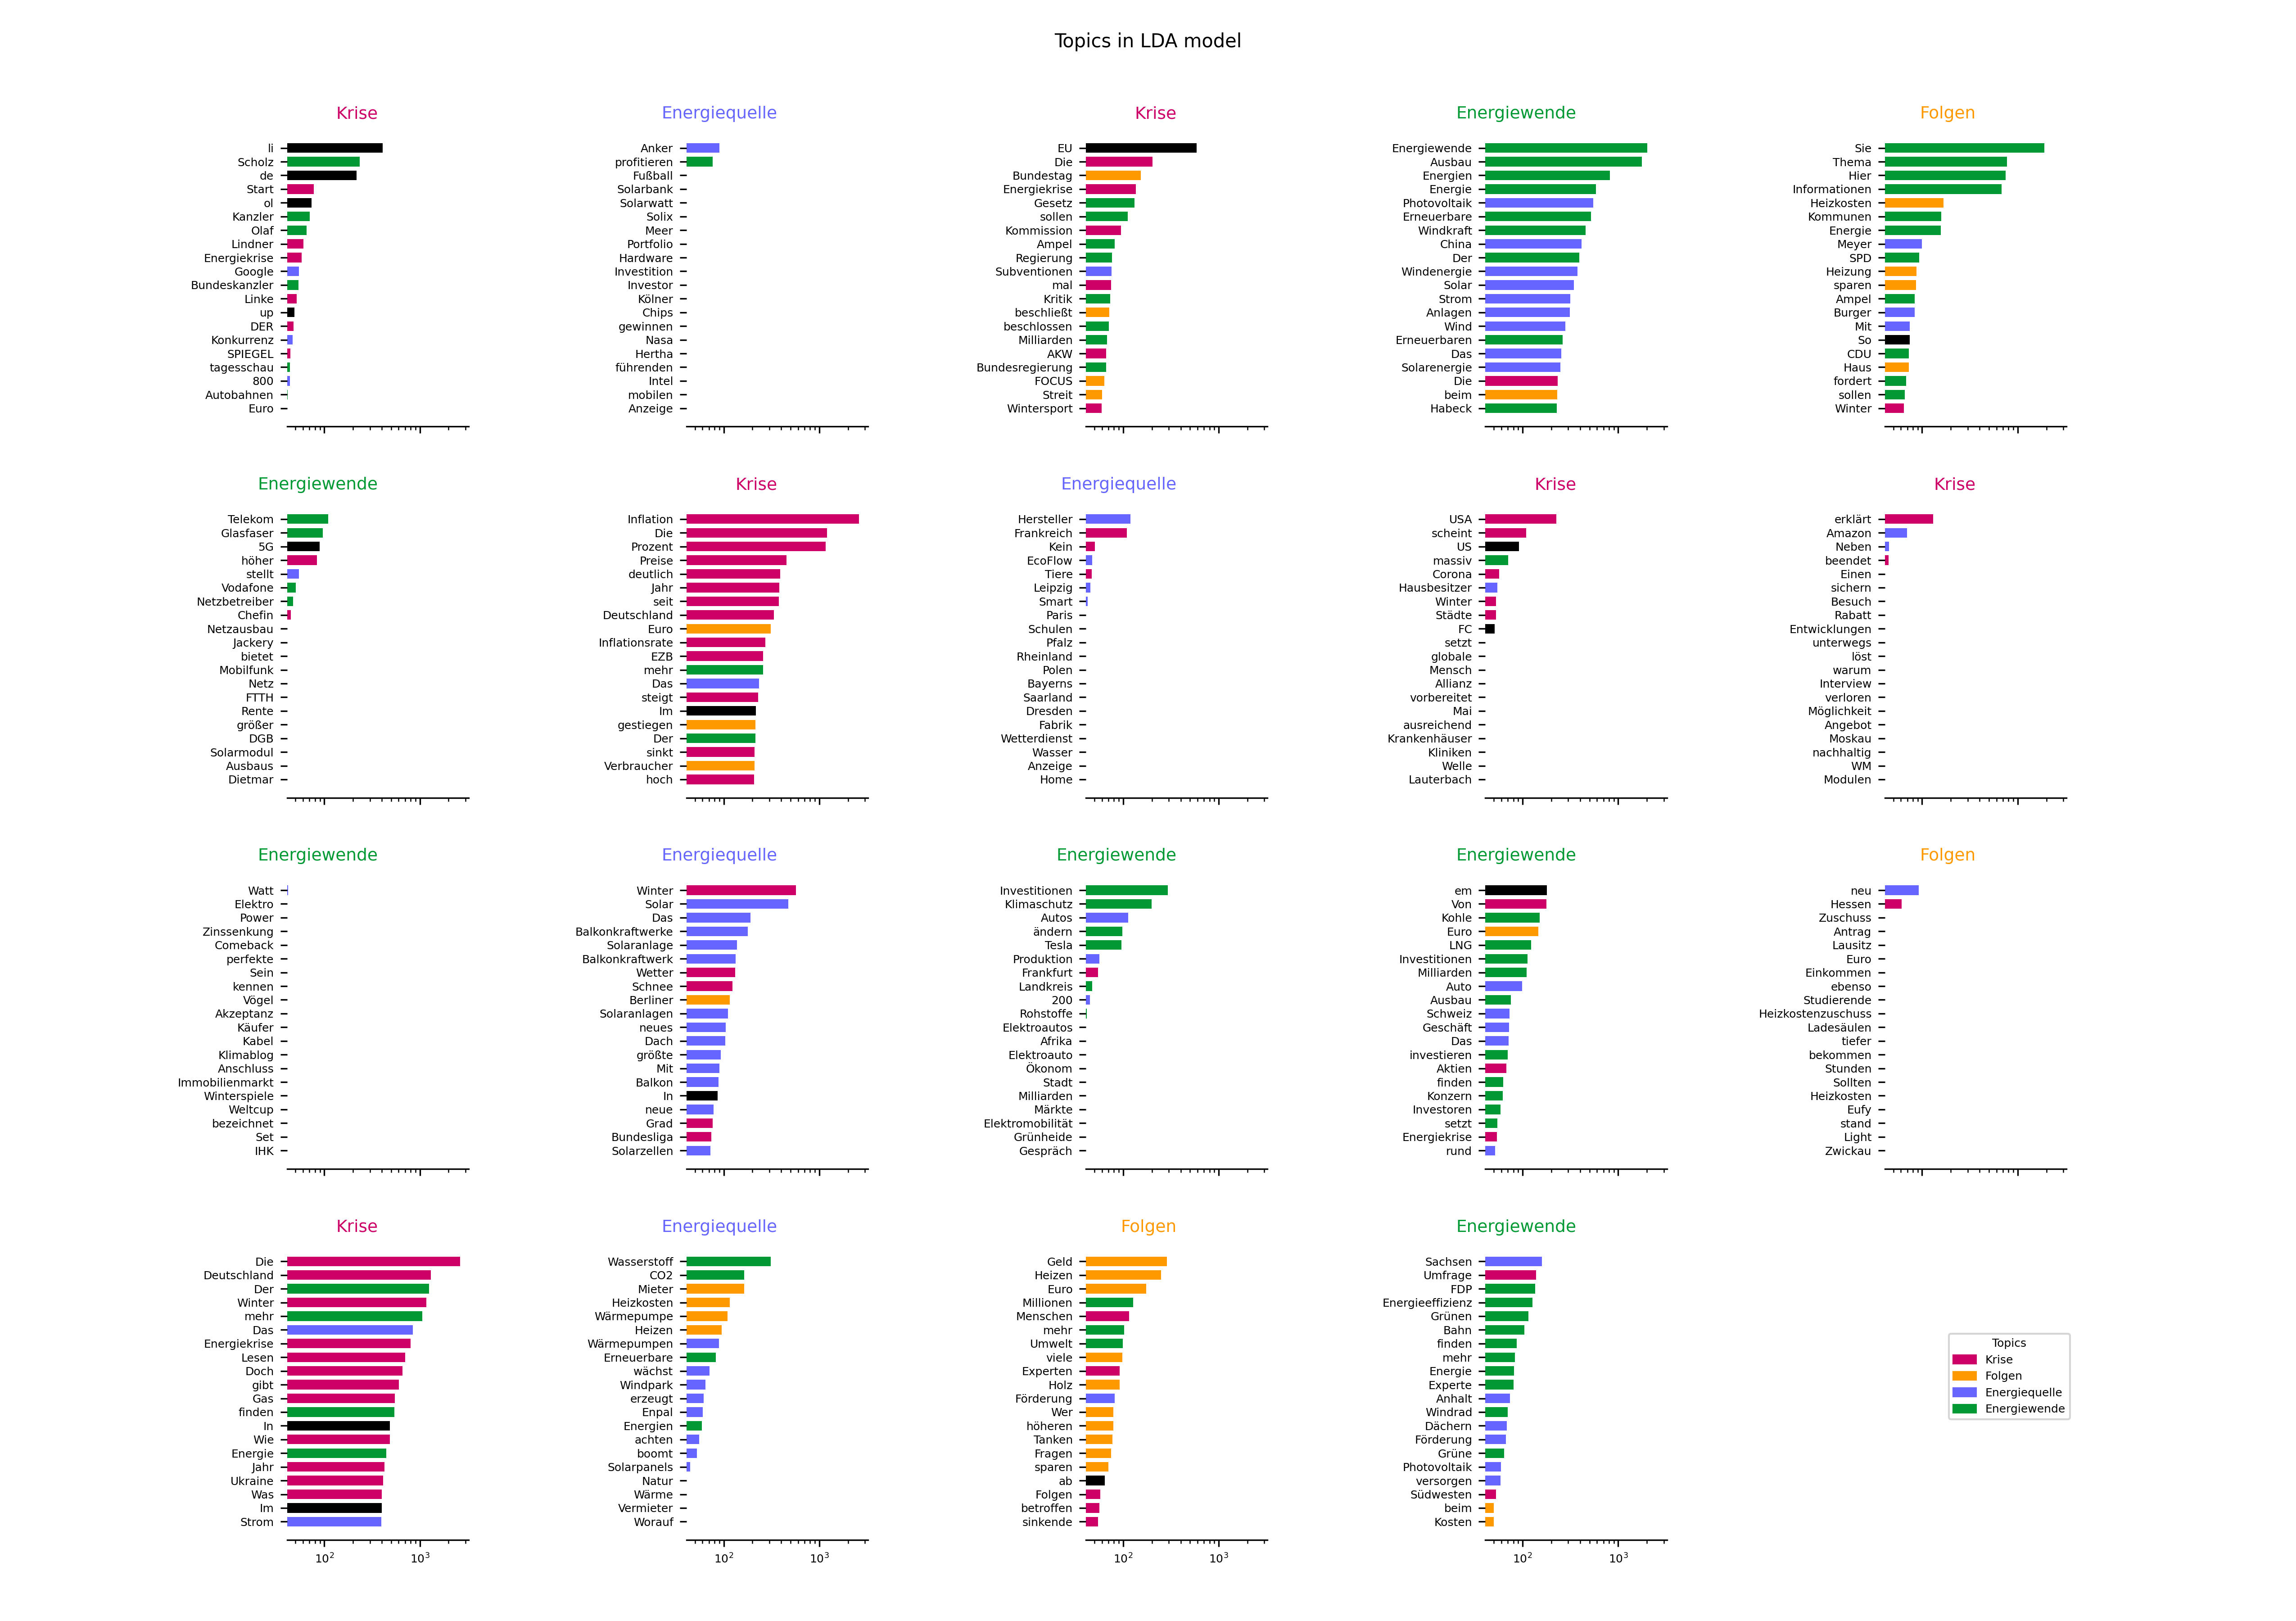 Topics in LDA model
Krise
li
Scholz
de
Start
ol
Kanzler
Olaf
Lindner
Energiekrise
Google
Bundeskanzler
Linke
up
DER
Konkurrenz
SPIEGEL
tagesschau
800
Autobahnen
Euro
Energiequelle
Anker
profitieren
Fußball
Solarbank
Solarwatt
Solix
Meer
Portfolio
Hardware
Investition
Investor
Kölner
Chips
gewinnen
Nasa
Hertha
führenden
Intel
mobilen
Anzeige
Krise
EU
Die
Bundestag
Energiekrise
Gesetz
sollen
Kommission
Ampel
Regierung
Subventionen
mal
Kritik
beschließt
beschlossen
Milliarden
AKW
Bundesregierung
FOCUS
Streit
Wintersport
Energiewende
Energiewende
Ausbau
Energien
Energie
Photovoltaik
Erneuerbare
Windkraft
China
Der
Windenergie
Solar
Strom
Anlagen
Wind
Erneuerbaren
Das
Solarenergie
Die
beim
Habeck
Folgen
Sie
Thema
Hier
Informationen
Heizkosten
Kommunen
Energie
Meyer
SPD
Heizung
sparen
Ampel
Burger
Mit
So
CDU
Haus
fordert
sollen
Winter
Energiewende
Telekom
Glasfaser
5G
höher
stellt
Vodafone
Netzbetreiber
Chefin
Netzausbau
Jackery
bietet
Mobilfunk
Netz
FTTH
Rente
größer
DGB
Solarmodul
Ausbaus
Dietmar
Krise
Inflation
Die
Prozent
Preise
deutlich
Jahr
seit
Deutschland
Euro
Inflationsrate
EZB
mehr
Das
steigt
Im
gestiegen
Der
sinkt
Verbraucher
hoch
Energiequelle
Hersteller
Frankreich
Kein
EcoFlow
Tiere
Leipzig
Smart
Paris
Schulen
Pfalz
Rheinland
Polen
Bayerns
Saarland
Dresden
Fabrik
Wetterdienst
Wasser
Anzeige
Home
Krise
USA
scheint
US
massiv
Corona
Hausbesitzer
Winter
Städte
FC
setzt
globale
Mensch
Allianz
vorbereitet
Mai
ausreichend
Krankenhäuser
Kliniken
Welle
Lauterbach
Krise
erklärt
Amazon
Neben
beendet
Einen
sichern
Besuch
Rabatt
Entwicklungen
unterwegs
löst
warum
Interview
verloren
Möglichkeit
Angebot
Moskau
nachhaltig
WM
Modulen
Energiewende
Watt
Elektro
Power
Zinssenkung
Comeback
perfekte
Sein
kennen
Vögel
Akzeptanz
Käufer
Kabel
Klimablog
Anschluss
Immobilienmarkt
Winterspiele
Weltcup
bezeichnet
Set
IHK
Energiequelle
Winter
Solar
Das
Balkonkraftwerke
Solaranlage
Balkonkraftwerk
Wetter
Schnee
Berliner
Solaranlagen
neues
Dach
größte
Mit
Balkon
In
neue
Grad
Bundesliga
Solarzellen
Energiewende
Investitionen
Klimaschutz
Autos
ändern
Tesla
Produktion
Frankfurt
Landkreis
200
Rohstoffe
Elektroautos
Afrika
Elektroauto
Ökonom
Stadt
Milliarden
Märkte
Elektromobilität
Grünheide
Gespräch
Energiewende
em
Von
Kohle
Euro
LNG
Investitionen
Milliarden
Auto
Ausbau
Schweiz
Geschäft
Das
investieren
Aktien
finden
Konzern
Investoren
setzt
Energiekrise
rund
Folgen
neu
Hessen
Zuschuss
Antrag
Lausitz
Euro
Einkommen
ebenso
Studierende
Heizkostenzuschuss
Ladesäulen
tiefer
bekommen
Stunden
Sollten
Heizkosten
Eufy
stand
Light
Zwickau
Krise
Die
Deutschland
Der
Winter
mehr
Das
Energiekrise
Lesen
Doch
gibt
Gas
finden
In
Wie
Energie
Jahr
Ukraine
Was
Im
Strom
10² 10³
Energiequelle
Wasserstoff
CO2
Mieter
Heizkosten
Wärmepumpe
Heizen
Wärmepumpen
Erneuerbare
wächst
Windpark
erzeugt
Enpal
Energien
achten
boomt
Solarpanels
Natur
Wärme
Vermieter
Worauf
10² 10³
Folgen
Geld
Heizen
Euro
Millionen
Menschen
mehr
Umwelt
viele
Experten
Holz
Förderung
Wer
höheren
Tanken
Fragen
sparen
ab
Folgen
betroffen
sinkende
10² 10³
Energiewende
Sachsen
Umfrage
FDP
Energieeffizienz
Grünen
Bahn
finden
mehr
Energie
Experte
Anhalt
Windrad
Dächern
Förderung
Grüne
Photovoltaik
versorgen
Südwesten
beim
Kosten
10² 10³
Topics
Krise
Folgen
Energiequelle
Energiewende